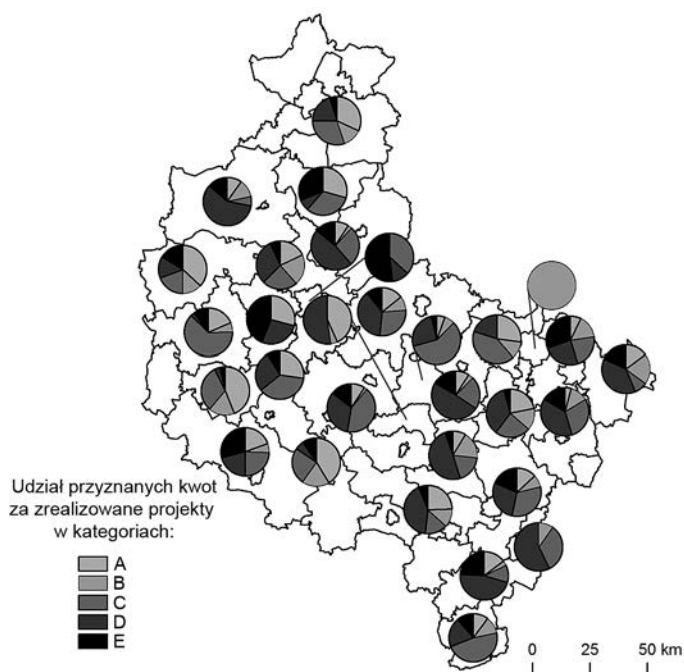 Udział przyznanych kwot
za zrealizowane projekty
w kategoriach:
A
B
C
D
E
0 25 50 km